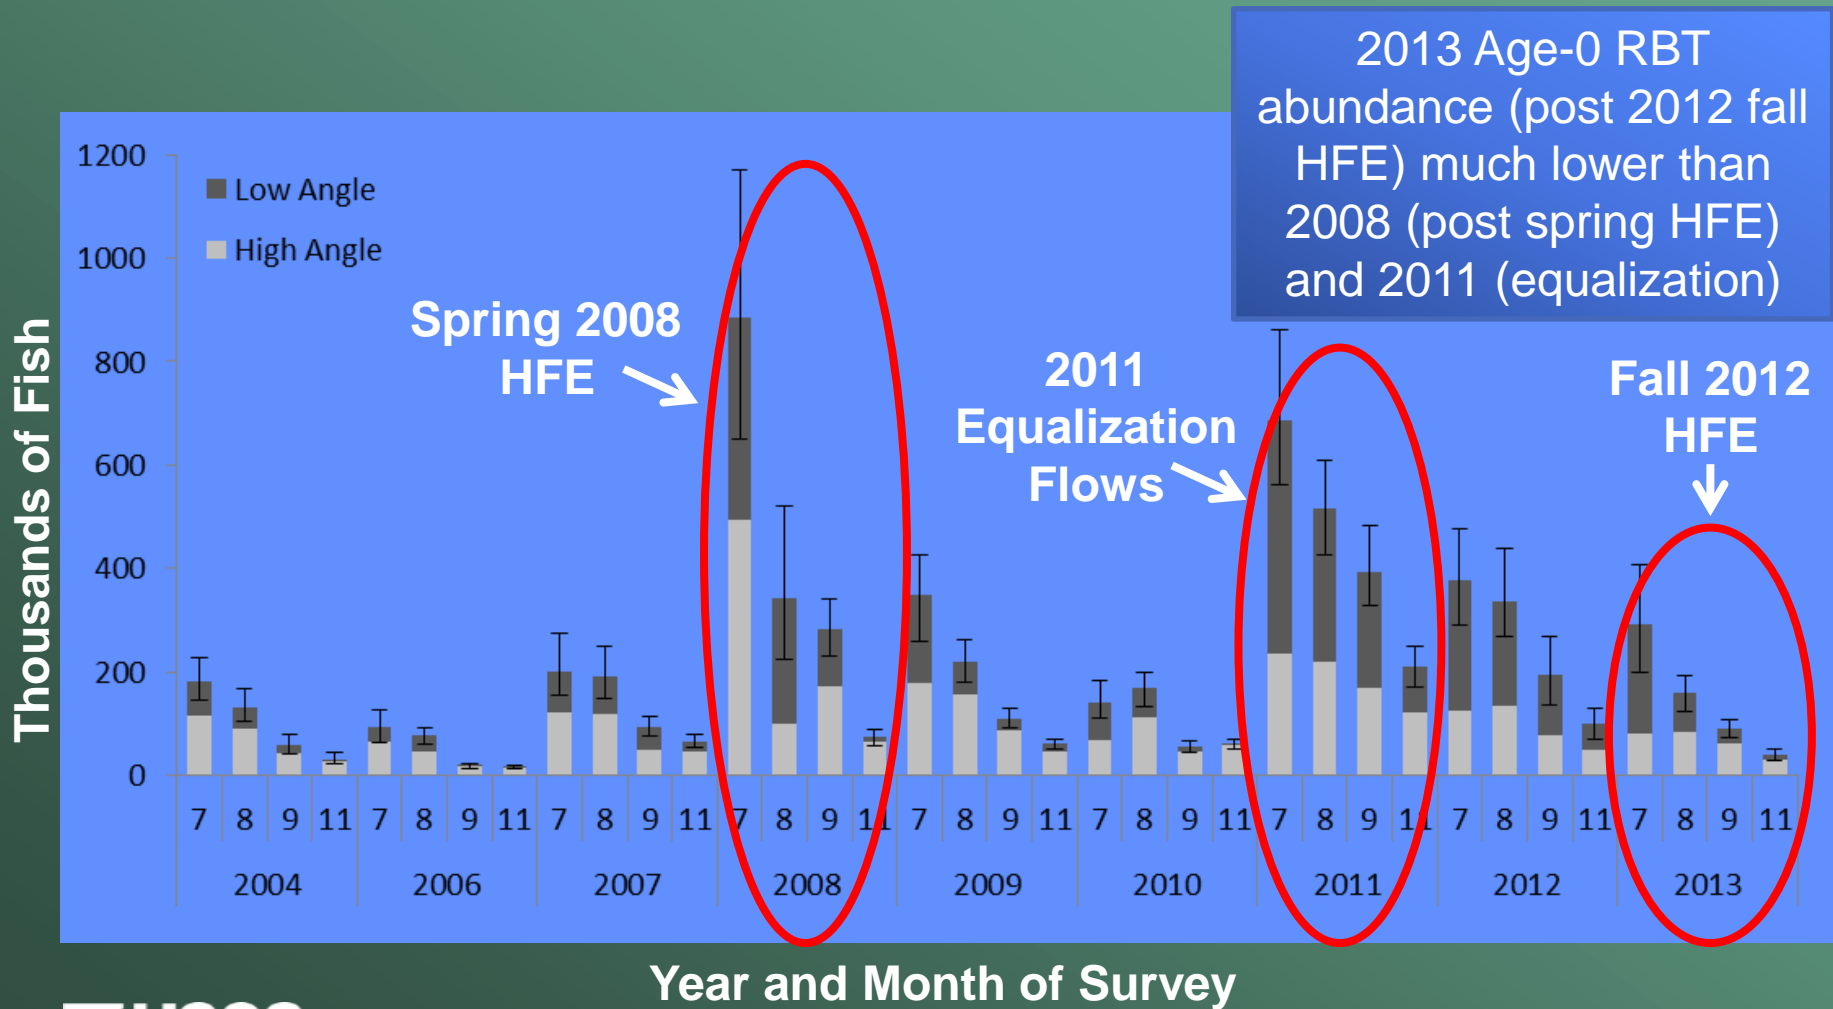 2013 Age-0 RBT
abundance (post 2012 fall
HFE) much lower than
2008 (post spring HFE)
and 2011 (equalization)
Low Angle
High Angle
Spring 2008
HFE
2011
Equalization
Flows
Fall 2012
HFE
Thousands of Fish
1200
1000
800
600
400
200
0
7 8 9 11 7 8 9 11 7 8 9 11 7 8 9 11 7 8 9 11 7 8 9 11 7 8 9 11 7 8 9 11 7 8 9 11
2004 2006 2007 2008 2009 2010 2011 2012 2013
Year and Month of Survey